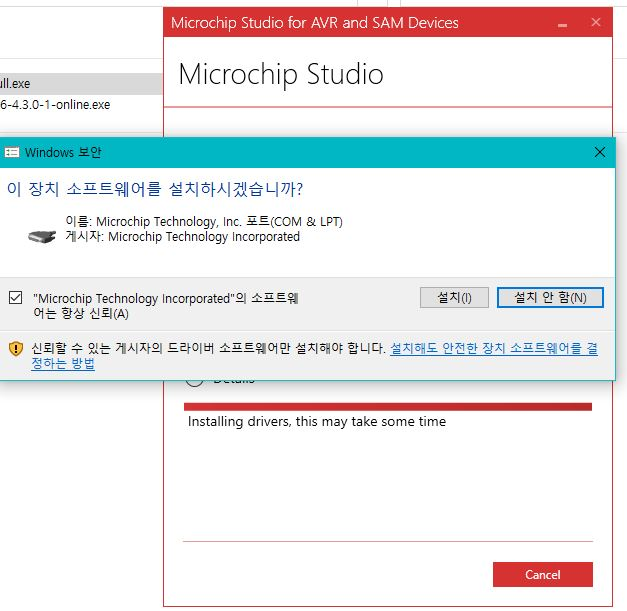 Microchip Studio for AVR and SAM Devices
Microchip Studio
ull.exe
6-4.3.0-1-online.exe
Windows 보안
이 장치 소프트웨어를 설치하시겠습니까?
이름: Microchip Technology, Inc. 포트(COM & LPT)
게시자: Microchip Technology Incorporated
"Microchip Technology Incorporated"의 소프트웨
어는 항상 신뢰(A)
설치(I)
설치 안 함(N)
신뢰할 수 있는 게시자의 드라이버 소프트웨어만 설치해야 합니다. 설치해도 안전한 장치 소프트웨어를 결
정하는 방법
Details
Installing drivers, this may take some time
Cancel